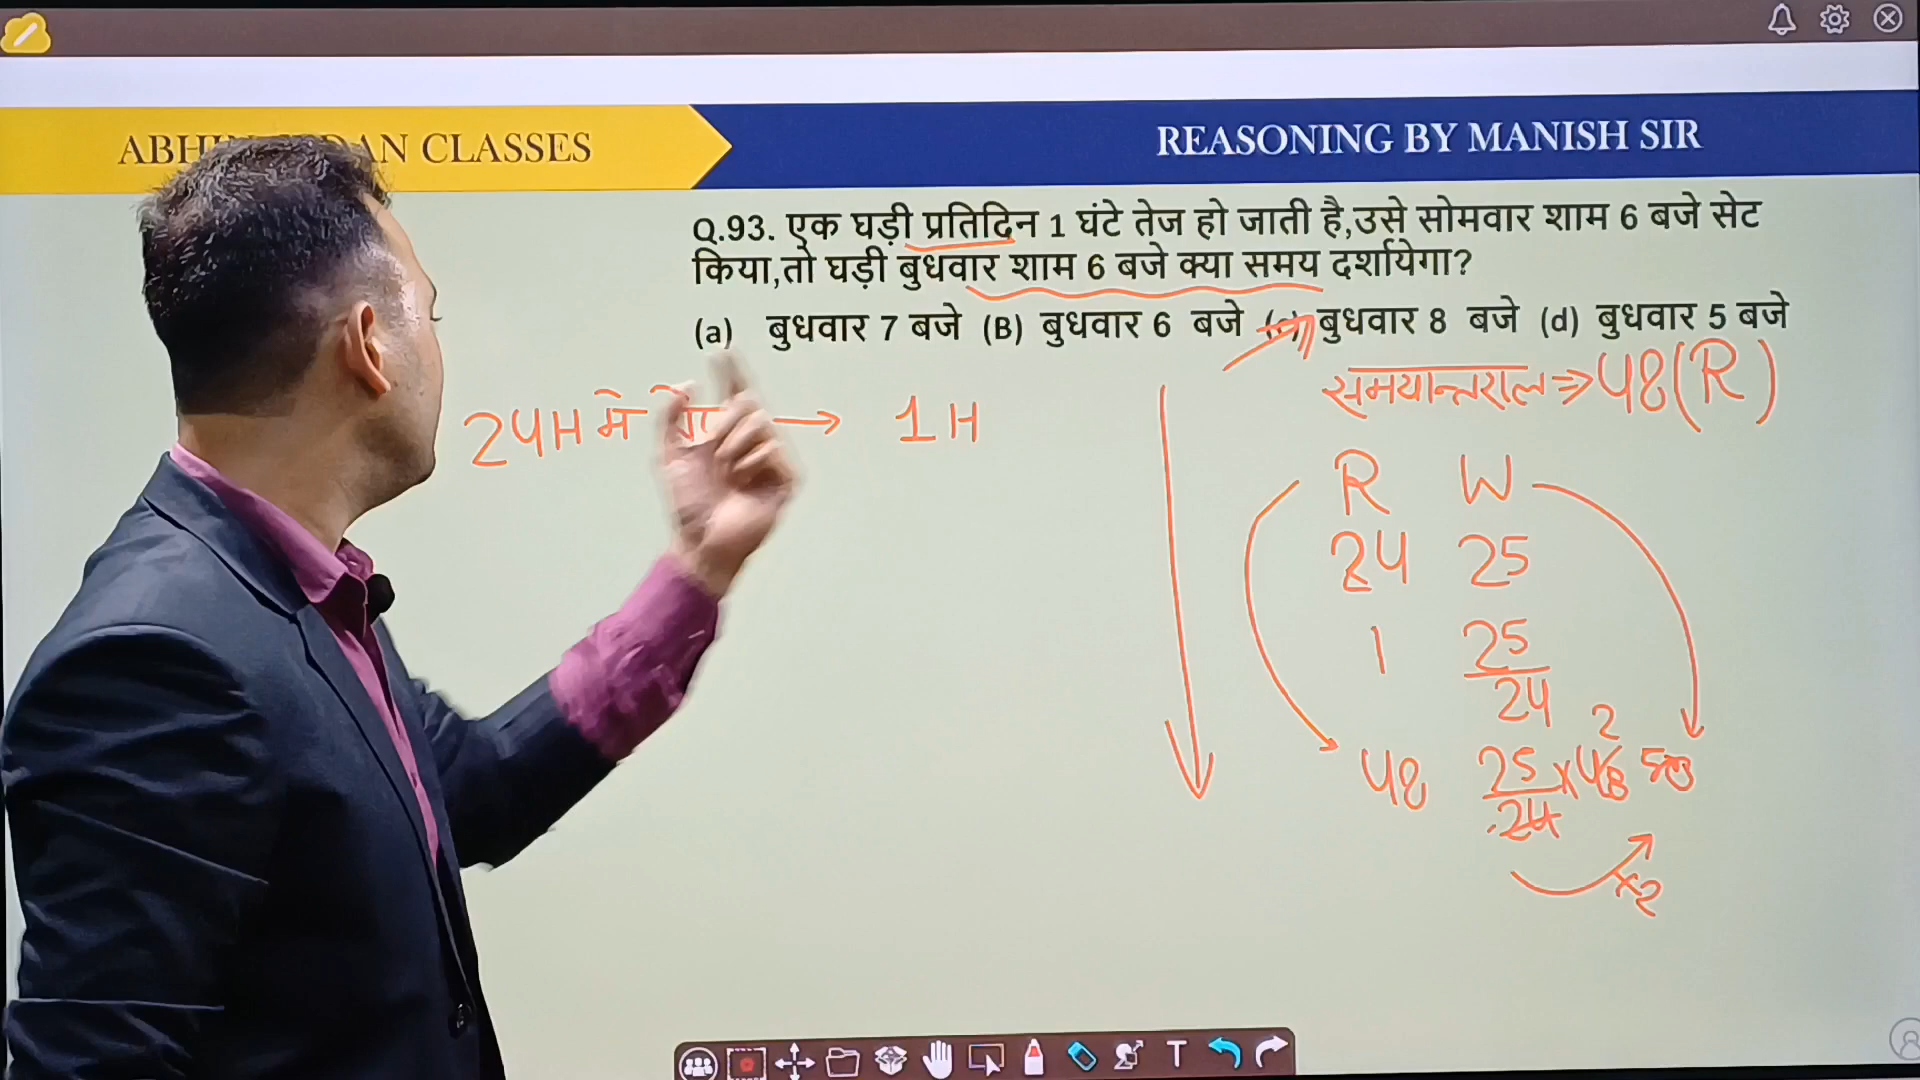 CLASSES
REASONING BY MANISH SIR
Q.93. एक घड़ी प्रतिदिन 1 घंटे तेज हो जाती है,उसे सोमवार शाम 6 बजे सेट
किया,तो घड़ी बुधवार शाम 6 बजे क्या समय दर्शायेगा?
(a) बुधवार 7 बजे (B) बुधवार 6 बजे (c) बुधवार 8 बजे (d) बुधवार 5 बजे
समयान्तराल ⇒ 48(R)
24H मे → 1H
R W
24 25
1 25/24
48 25/24 × 48 2 50
+2
T